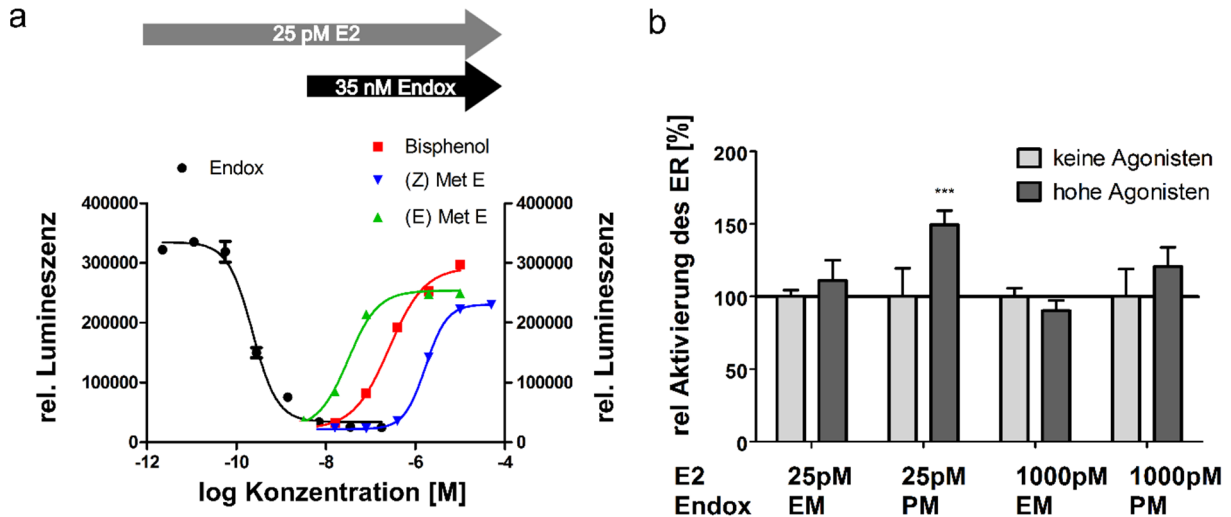 a
25 pM E2
35 nM Endox
Endox
Bisphenol
(Z) Met E
(E) Met E
rel. Lumineszenz
400000
300000
200000
100000
0
400000
300000
200000
100000
0
rel. Lumineszenz
-12 -10 -8 -6 -4
log Konzentration [M]
b
rel Aktivierung des ER [%]
200
150
100
50
0
keine Agonisten
hohe Agonisten
***
E2 25pM 25pM 1000pM 1000pM
Endox EM PM EM PM